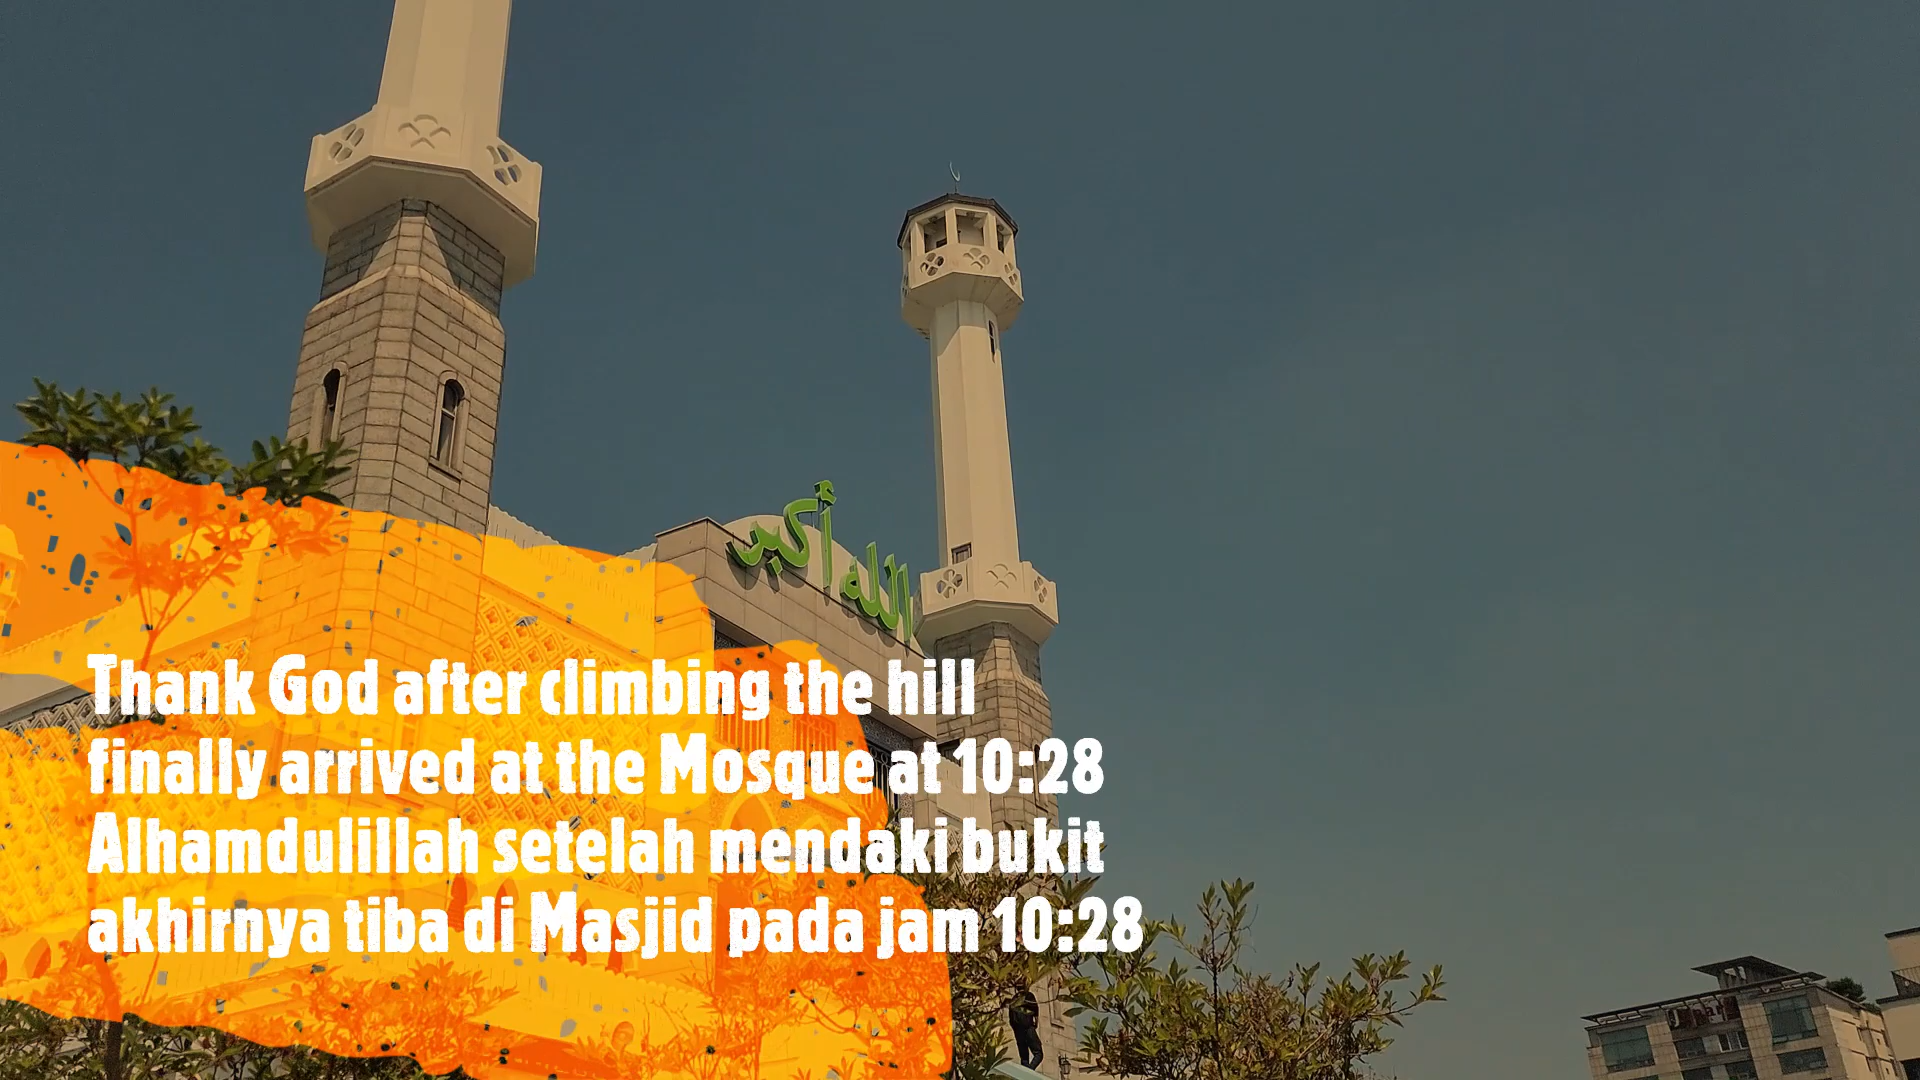 الله أكبر
Thank God after climbing the hill
finally arrived at the Mosque at 10:28
Alhamdulillah setelah mendaki bukit
akhirnya tiba di Masjid pada jam 10:28